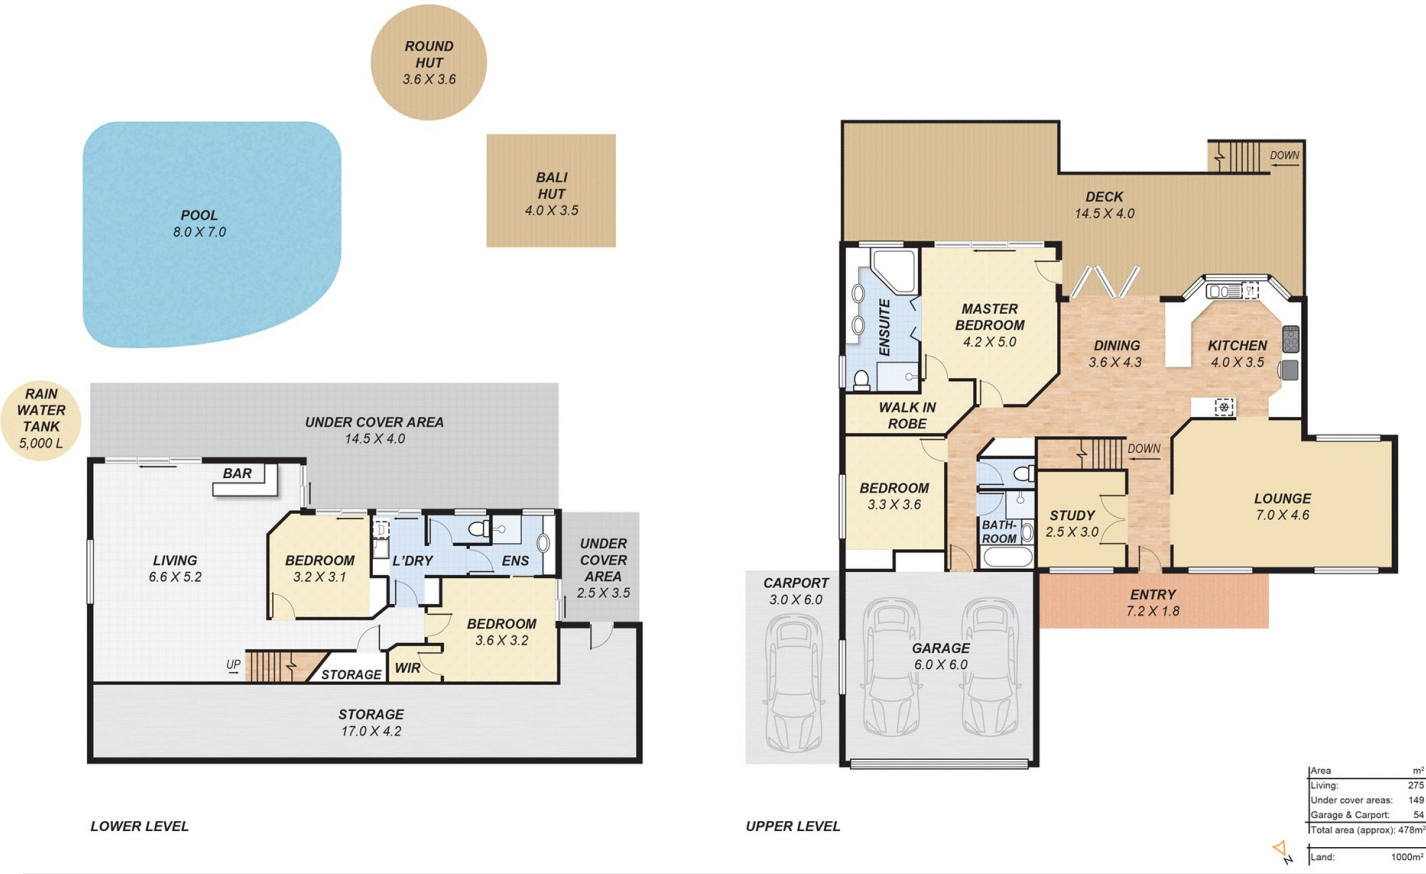 ROUND
HUT
3.6 X 3.6
POOL
8.0 X 7.0
BALI
HUT
4.0 X 3.5
RAIN
WATER
TANK
5,000 L
UNDER COVER AREA
14.5 X 4.0
BAR
LIVING
6.6 X 5.2
BEDROOM
3.2 X 3.1
L'DRY
ENS
UNDER
COVER
AREA
2.5 X 3.5
BEDROOM
3.6 X 3.2
UP
STORAGE
WIR
STORAGE
17.0 X 4.2
LOWER LEVEL
DOWN
DECK
14.5 X 4.0
ENSUITE
MASTER
BEDROOM
4.2 X 5.0
DINING
3.6 X 4.3
KITCHEN
4.0 X 3.5
WALK IN
ROBE
DOWN
BEDROOM
3.3 X 3.6
BATH-
ROOM
STUDY
2.5 X 3.0
LOUNGE
7.0 X 4.6
CARPORT
3.0 X 6.0
ENTRY
7.2 X 1.8
GARAGE
6.0 X 6.0
UPPER LEVEL
Area m²
Living: 275
Under cover areas: 149
Garage & Carport: 54
Total area (approx): 478m²
Land: 1000m²
N